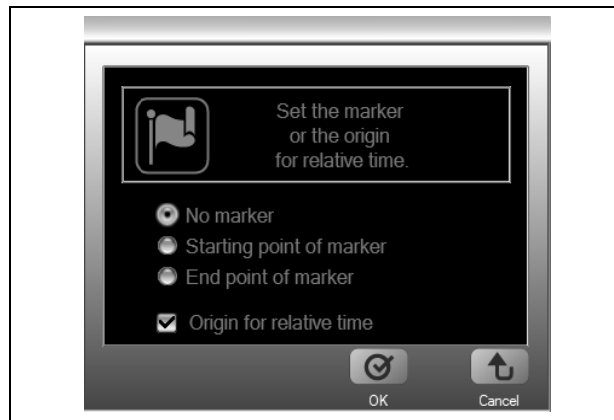 Set the marker
or the origin
for relative time.
No marker
Starting point of marker
End point of marker
Origin for relative time
OK
Cancel